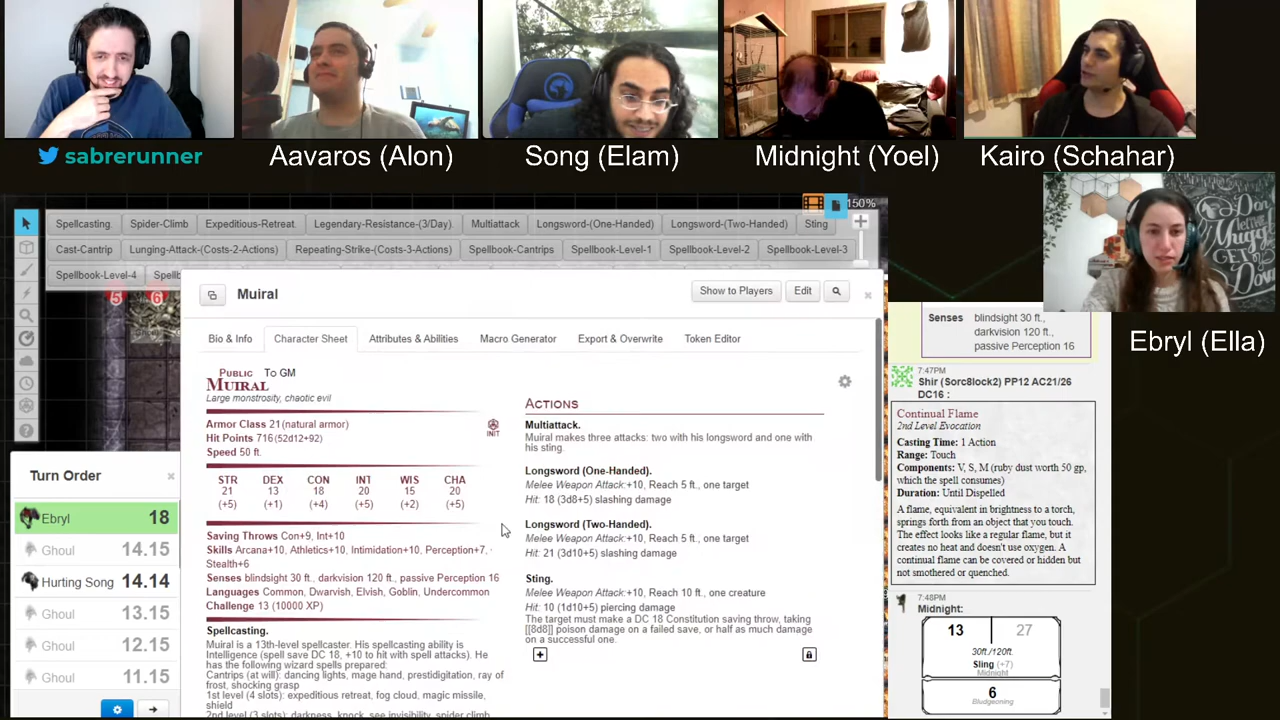 sabrerunner
Aavaros (Alon)
Song (Elam)
Midnight (Yoel)
Kairo (Schahar)
Ebryl (Ella)
150%
Spellcasting
Spider-Climb
Expeditious-Retreat
Legendary-Resistance-(3/Day)
Multiattack
Longsword-(One-Handed)
Longsword-(Two-Handed)
Sting
Cast-Cantrip
Lunging-Attack-(Costs-2-Actions)
Repeating-Strike-(Costs-3-Actions)
Spellbook-Cantrips
Spellbook-Level-1
Spellbook-Level-2
Spellbook-Level-3
Spellbook-Level-4
Muiral
Show to Players
Edit
Bio & Info
Character Sheet
Attributes & Abilities
Macro Generator
Export & Overwrite
Token Editor
PUBLIC TO GM
MUIRAL
Large monstrosity, chaotic evil
Armor Class 21(natural armor)
Hit Points 716(52d12+92)
Speed 50 ft.
INIT
STR DEX CON INT WIS CHA
21 13 18 20 15 20
(+5) (+1) (+4) (+5) (+2) (+5)
Saving Throws Con+9, Int+10
Skills Arcana+10, Athletics+10, Intimidation+10, Perception+7,
Stealth+6
Senses blindsight 30 ft., darkvision 120 ft., passive Perception 16
Languages Common, Dwarvish, Elvish, Goblin, Undercommon
Challenge 13 (10000 XP)
Spellcasting.
Muiral is a 13th-level spellcaster. His spellcasting ability is
Intelligence (spell save DC 18, +10 to hit with spell attacks). He
has the following wizard spells prepared:
Cantrips (at will): dancing lights, mage hand, prestidigitation, ray of
frost, shocking grasp
1st level (4 slots): expeditious retreat, fog cloud, magic missile,
shield
2nd level (3 slots): darkness, knock, see invisibility, spider climb
ACTIONS
Multiattack.
Muiral makes three attacks: two with his longsword and one with
his sting.
Longsword (One-Handed).
Melee Weapon Attack:+10, Reach 5 ft., one target
Hit: 18 (3d8+5) slashing damage
Longsword (Two-Handed).
Melee Weapon Attack:+10, Reach 5 ft., one target
Hit: 21 (3d10+5) slashing damage
Sting.
Melee Weapon Attack:+10, Reach 10 ft., one creature
Hit: 10 (1d10+5) piercing damage
The target must make a DC 18 Constitution saving throw, taking
[[8d8]] poison damage on a failed save, or half as much damage
on a successful one.
Turn Order
Ebryl 18
Ghoul 14.15
Hurting Song 14.14
Ghoul 13.15
Ghoul 12.15
Ghoul 11.15
Senses blindsight 30 ft.,
darkvision 120 ft.,
passive Perception 16
7:47PM
Shir (Sorc8lock2) PP12 AC21/26
DC16 :
Continual Flame
2nd Level Evocation
Casting Time: 1 Action
Range: Touch
Components: V, S, M (ruby dust worth 50 gp,
which the spell consumes)
Duration: Until Dispelled
A flame, equivalent in brightness to a torch,
springs forth from an object that you touch.
The effect looks like a regular flame, but it
creates no heat and doesn't use oxygen. A
continual flame can be covered or hidden but
not smothered or quenched.
7:48PM
Midnight:
13 27
30ft./120ft.
Sling (+7)
Midnight
6
Bludgeoning